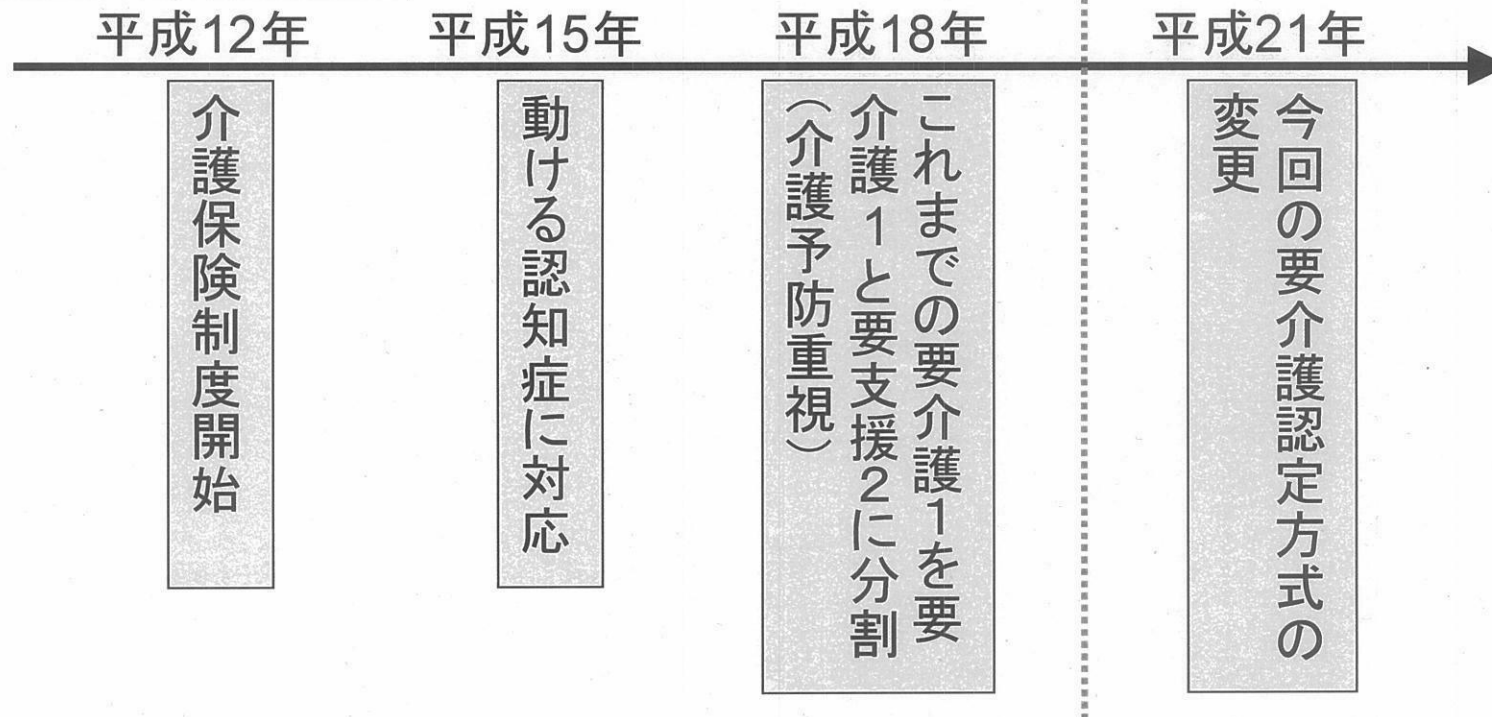 平成12年
平成15年
平成18年
平成21年
介護保険制度開始
動ける認知症に対応
これまでの要介護1を要
介護1と要支援2に分割
（介護予防重視）
今回の要介護認定方式の
変更